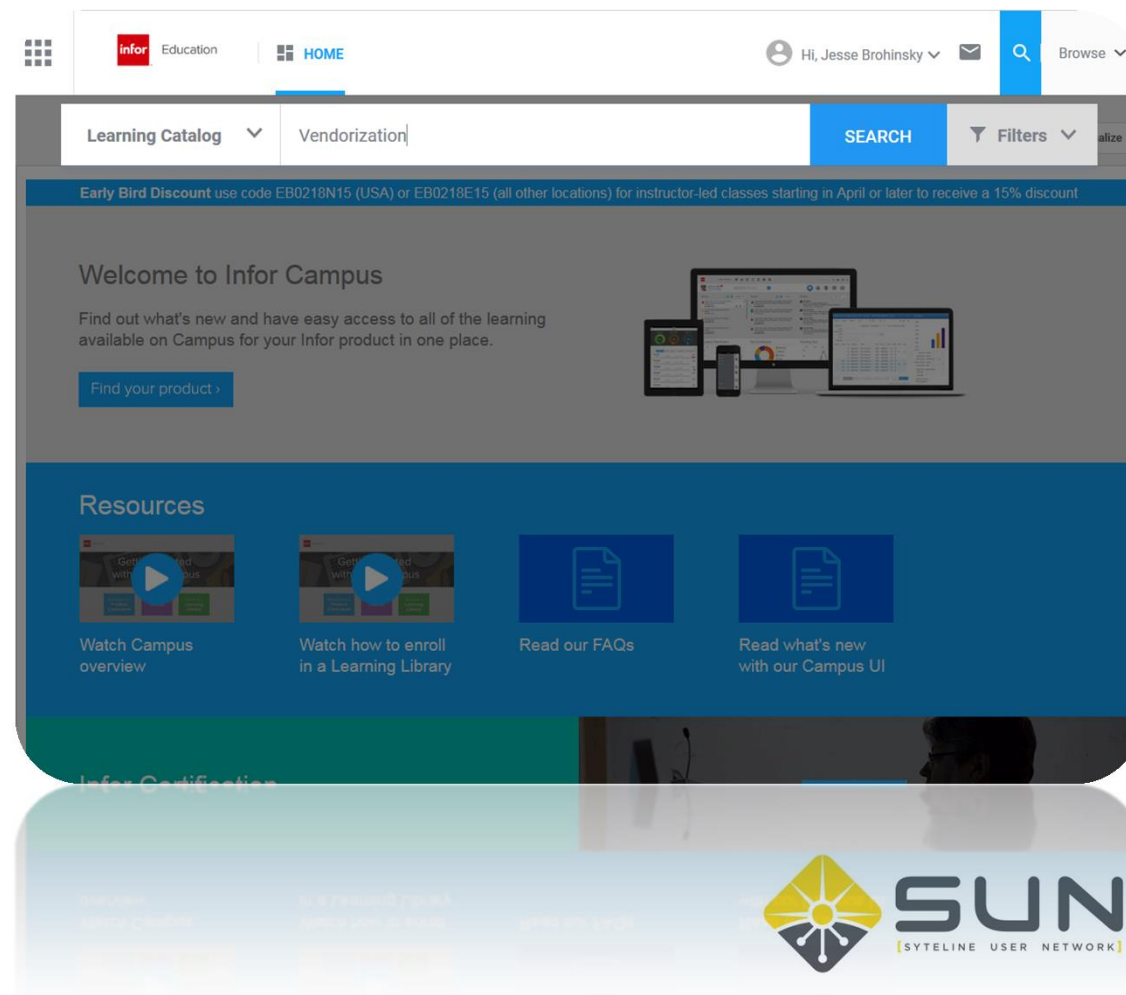 infor Education HOME Hi, Jesse Brohinsky Browse
Learning Catalog Vendorization SEARCH Filters alize
Early Bird Discount use code EB0218N15 (USA) or EB0218E15 (all other locations) for instructor-led classes starting in April or later to receive a 15% discount
Welcome to Infor Campus
Find out what's new and have easy access to all of the learning
available on Campus for your Infor product in one place.
Find your product ›
Resources
Watch Campus
overview
Watch how to enroll
in a Learning Library
Read our FAQs
Read what's new
with our Campus UI
Infor Certification
SUN
[SYTELINE USER NETWORK]